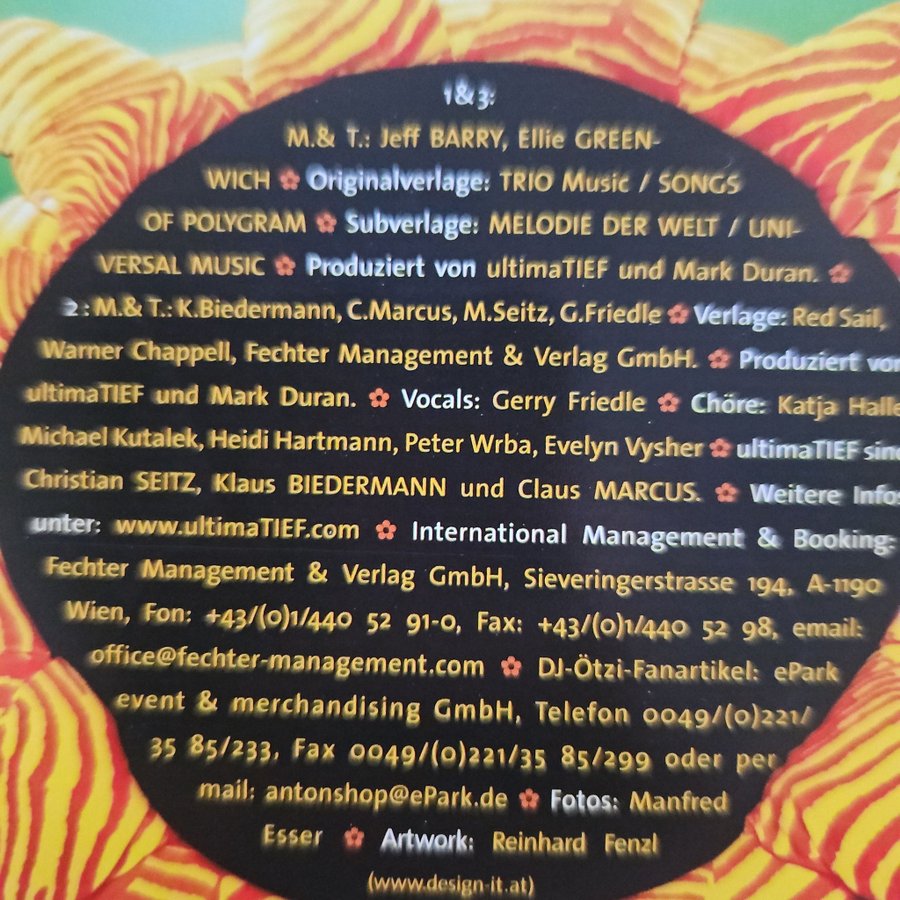 1 & 3:
M.& T.: Jeff BARRY, Ellie GREEN-
WICH ✿ Originalverlage: TRIO Music / SONGS
OF POLYGRAM ✿ Subverlage: MELODIE DER WELT / UNI-
VERSAL MUSIC ✿ Produziert von ultimaTIEF und Mark Duran. ✿
2 : M.& T.: K.Biedermann, C.Marcus, M.Seitz, G.Friedle ✿ Verlage: Red Sail,
Warner Chappell, Fechter Management & Verlag GmbH. ✿ Produziert von
ultimaTIEF und Mark Duran. ✿ Vocals: Gerry Friedle ✿ Chöre: Katja Halle
Michael Kutalek, Heidi Hartmann, Peter Wrba, Evelyn Vysher ✿ ultimaTIEF sind
Christian SEITZ, Klaus BIEDERMANN und Claus MARCUS. ✿ Weitere Infos
unter: www.ultimaTIEF.com ✿ International Management & Booking:
Fechter Management & Verlag GmbH, Sieveringerstrasse 194, A-1190
Wien, Fon: +43/(0)1/440 52 91-0, Fax: +43/(0)1/440 52 98, email:
office@fechter-management.com ✿ DJ-Ötzi-Fanartikel: ePark
event & merchandising GmbH, Telefon 0049/(0)221/
35 85/233, Fax 0049/(0)221/35 85/299 oder per
mail: antonshop@ePark.de ✿ Fotos: Manfred
Esser ✿ Artwork: Reinhard Fenzl
(www.design-it.at)